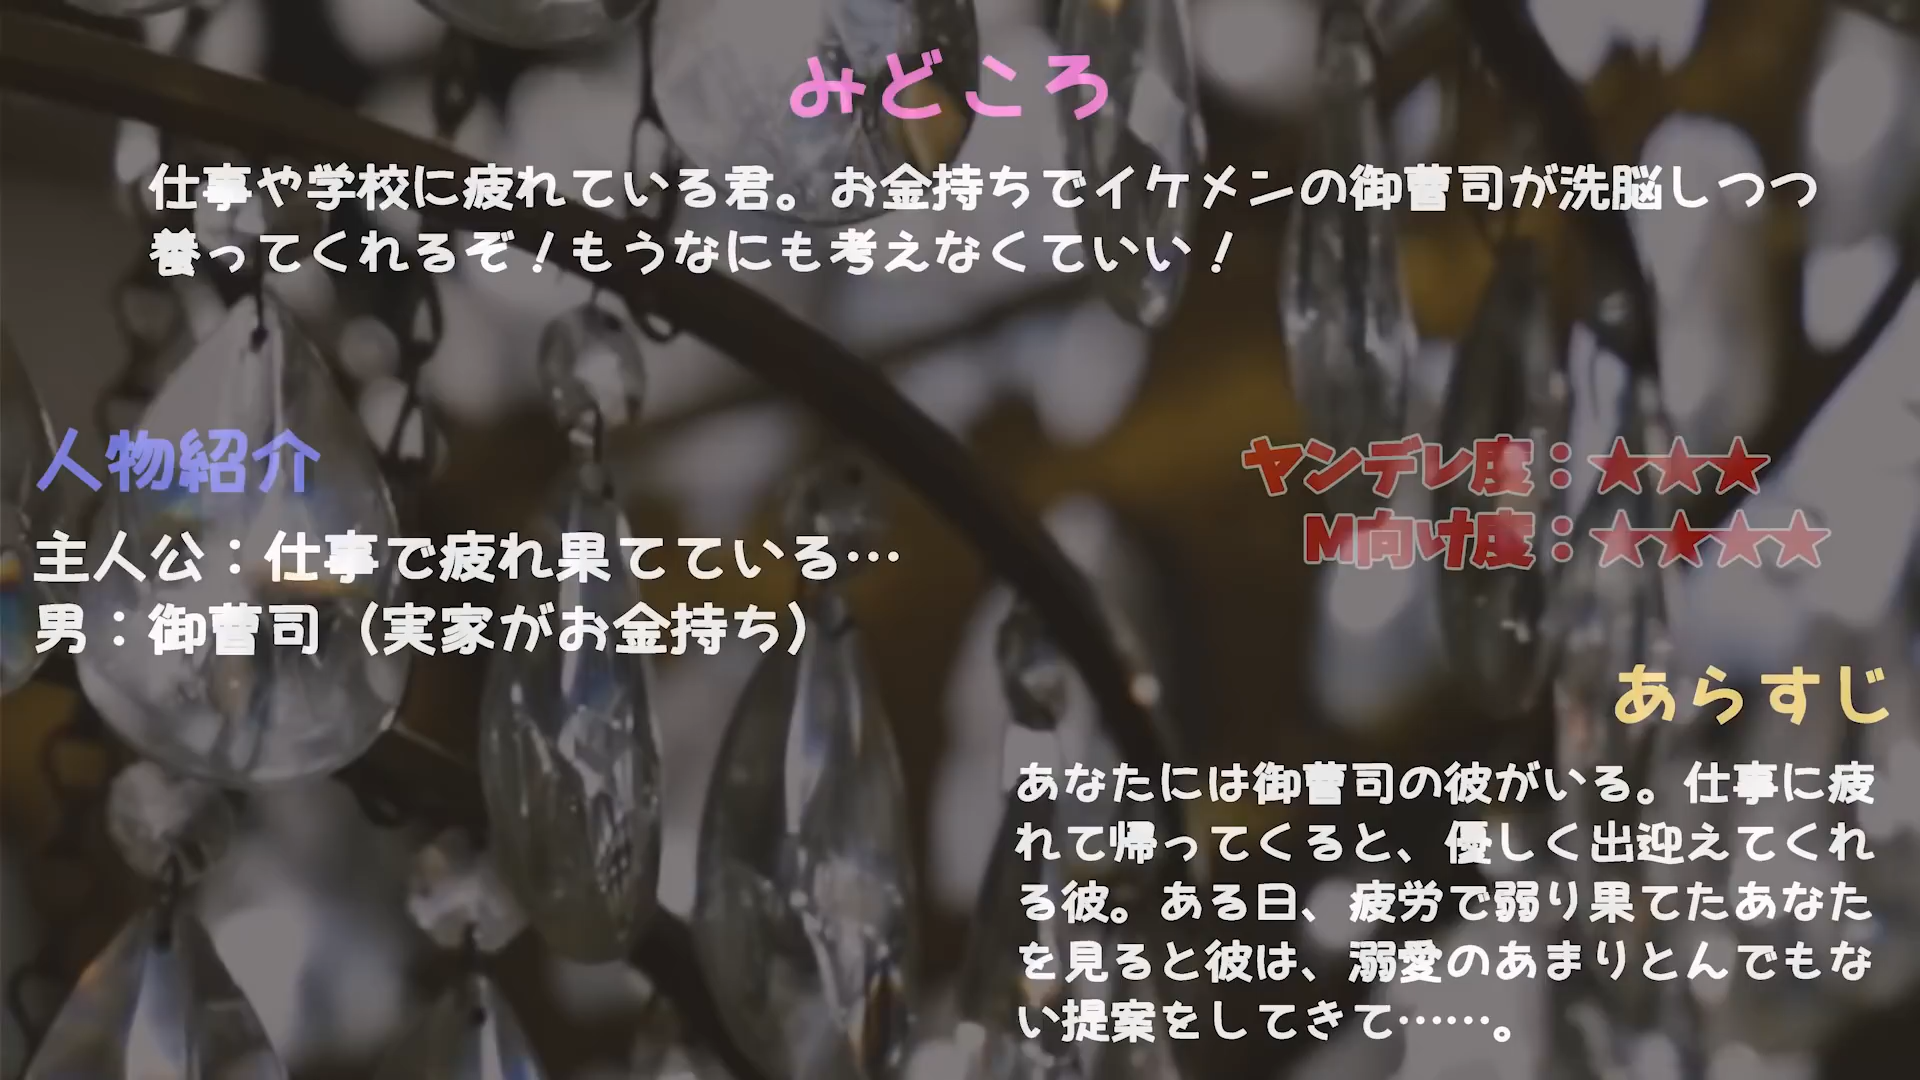 みどころ
仕事や学校に疲れている君。お金持ちでイケメンの御曹司が洗脳しつつ
養ってくれるぞ！もうなにも考えなくていい！
人物紹介
主人公：仕事で疲れ果てている…
男：御曹司（実家がお金持ち）
ヤンデレ度：★★★
M向け度：★★★★
あらすじ
あなたには御曹司の彼がいる。仕事に疲
れて帰ってくると、優しく出迎えてくれ
る彼。ある日、疲労で弱り果てたあなた
を見ると彼は、溺愛のあまりとんでもな
い提案をしてきて……。